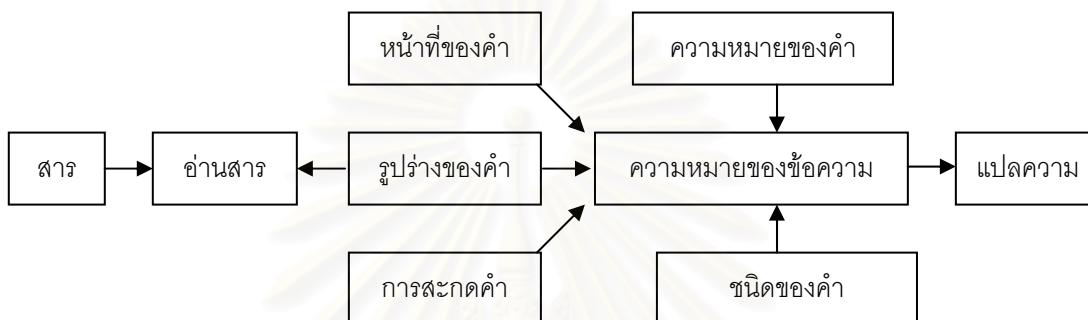 หน้าที่ของคำ
ความหมายของคำ
สาร
อ่านสาร
รูปร่างของคำ
ความหมายของข้อความ
แปลความ
การสะกดคำ
ชนิดของคำ